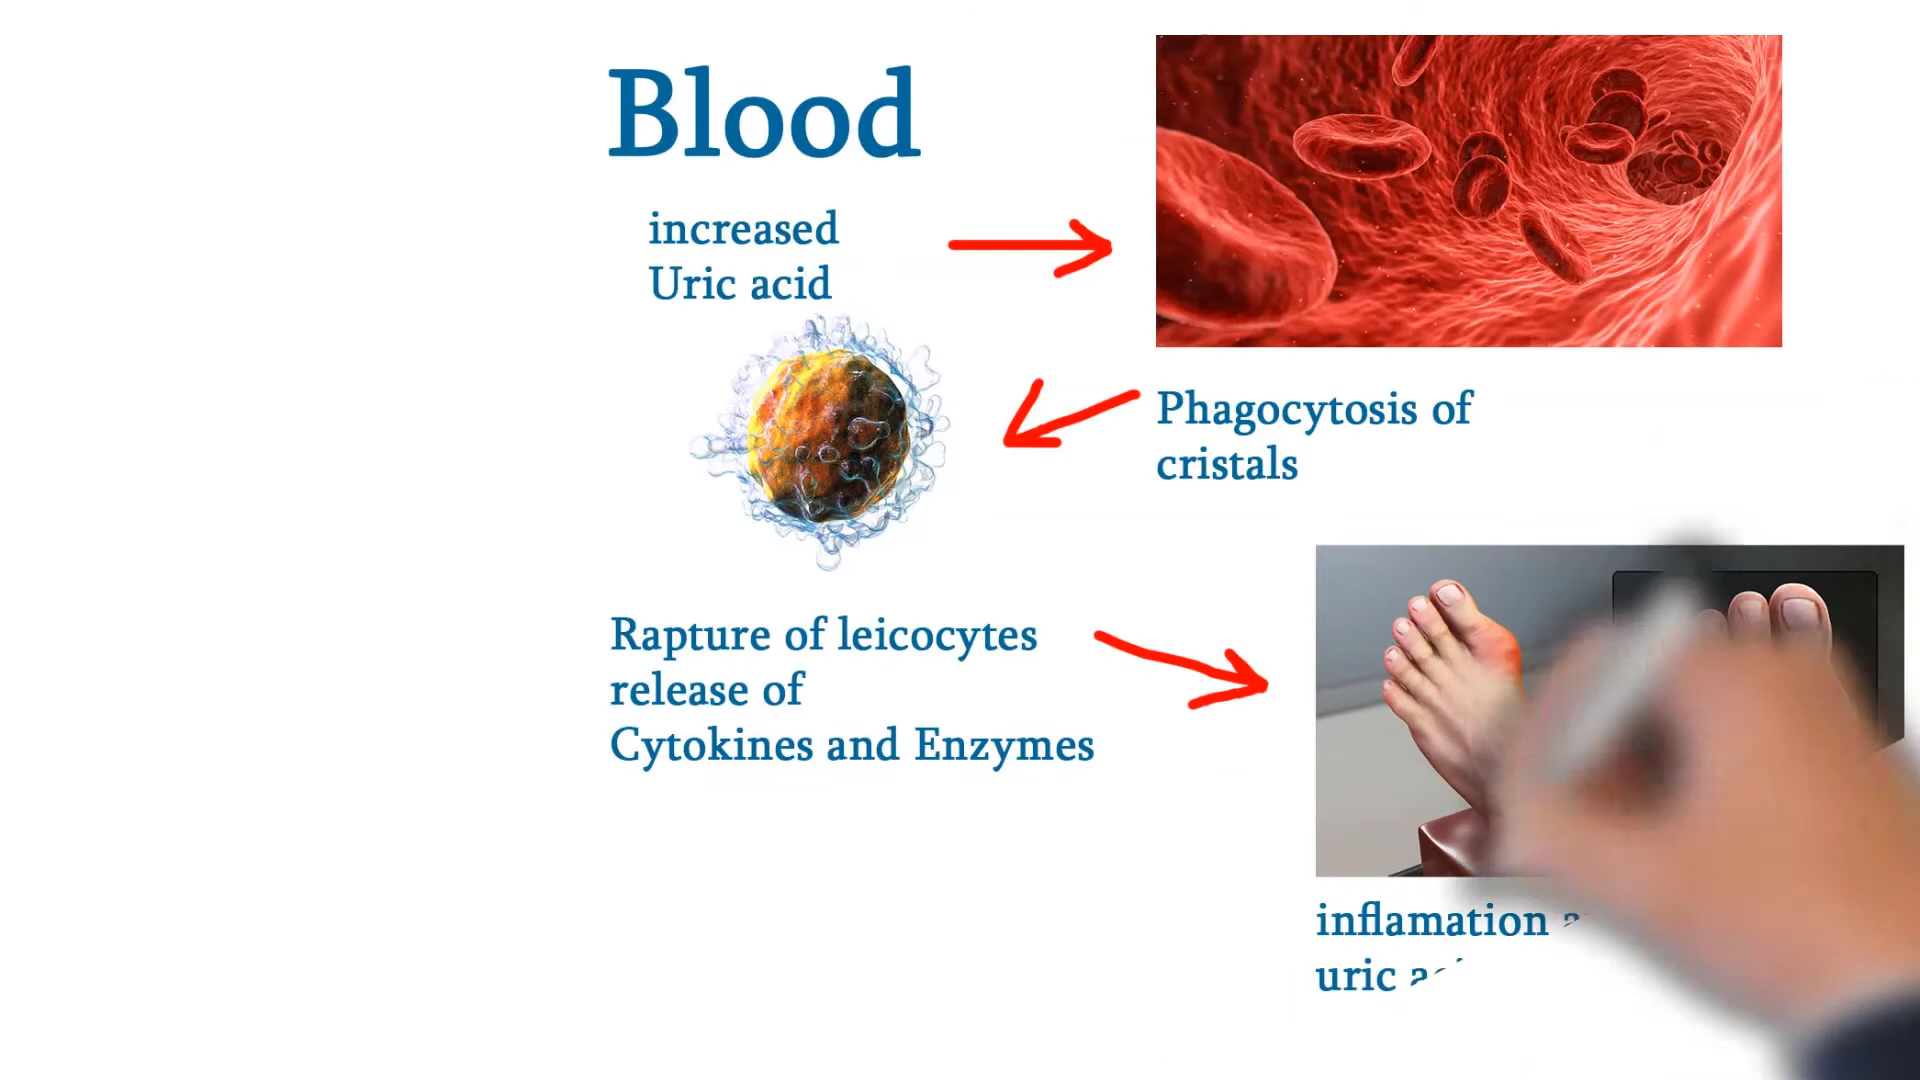 Blood
increased
Uric acid
Phagocytosis of
cristals
Rapture of leicocytes
release of
Cytokines and Enzymes
inflamation
uric